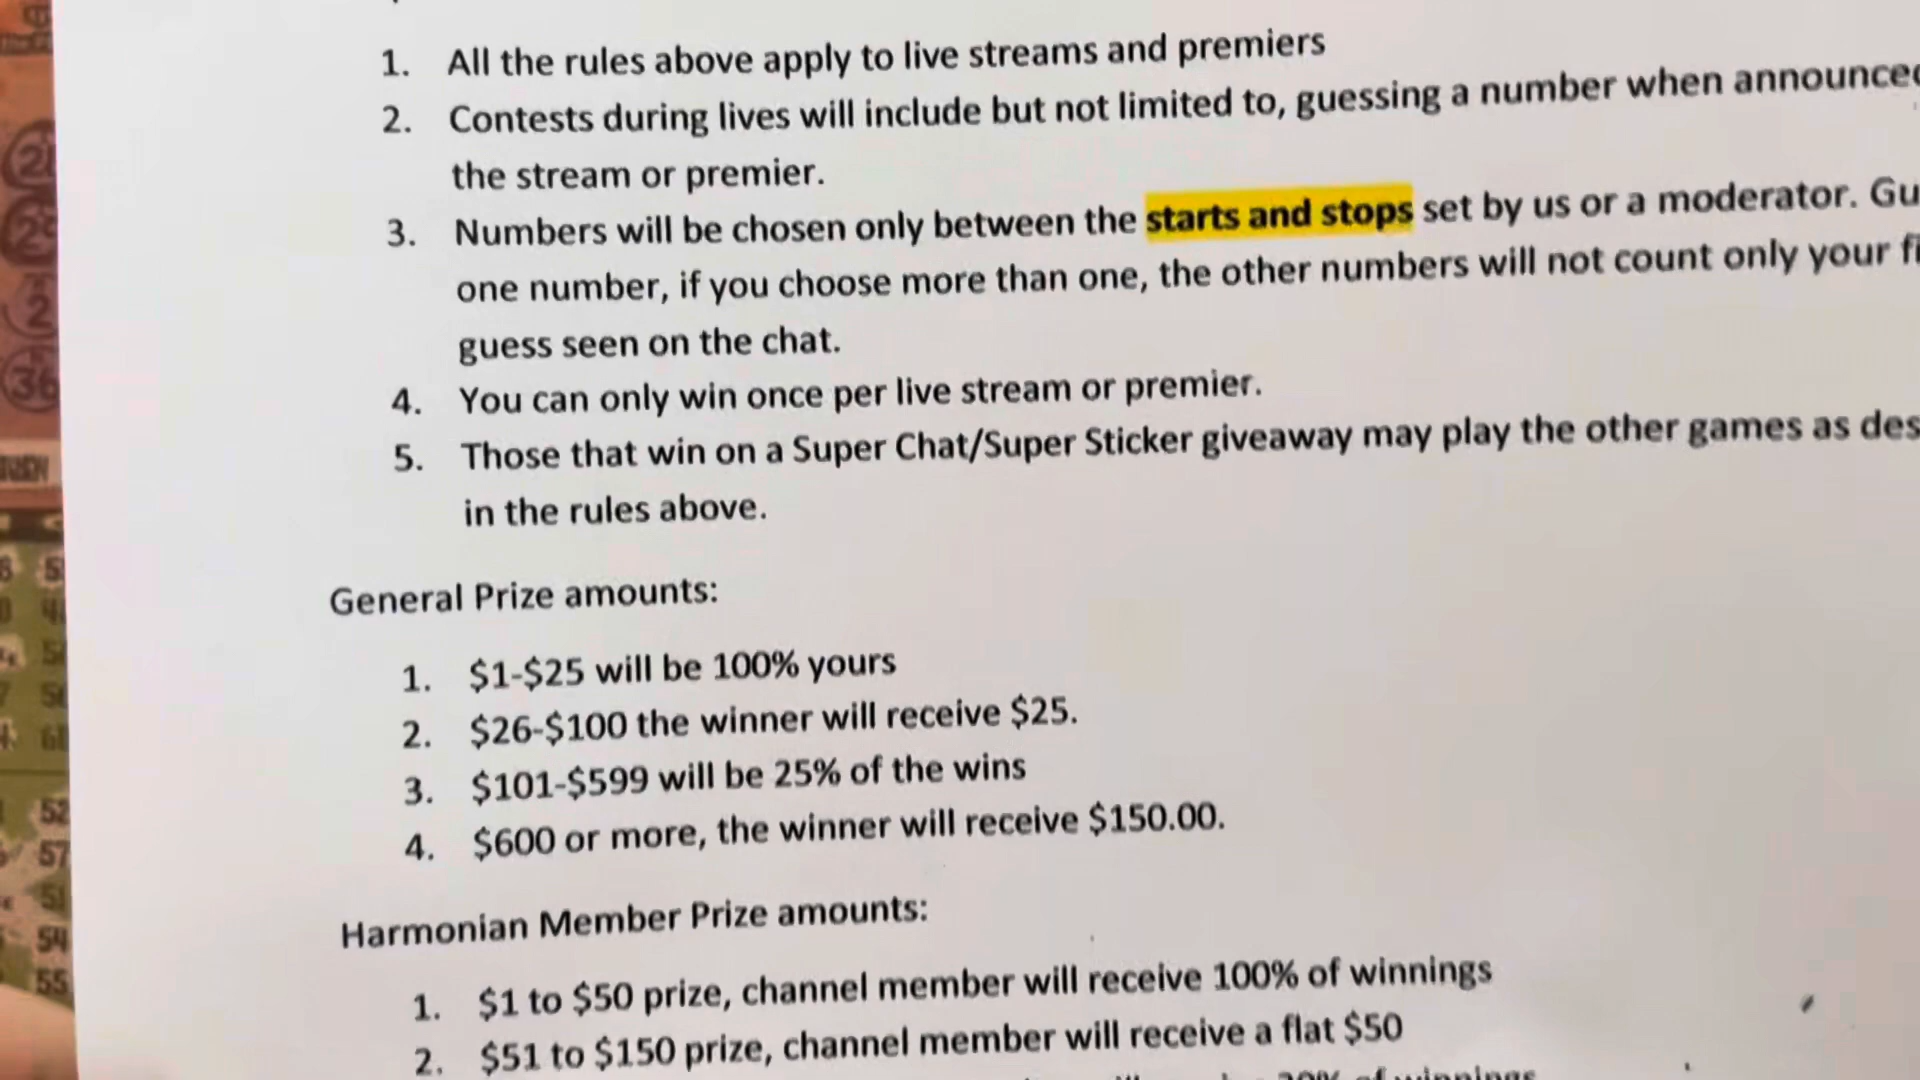 1. All the rules above apply to live streams and premiers
2. Contests during lives will include but not limited to, guessing a number when announced
the stream or premier.
3. Numbers will be chosen only between the starts and stops set by us or a moderator.
one number, if you choose more than one, the other numbers will not count only your
guess seen on the chat.
4. You can only win once per live stream or premier.
5. Those that win on a Super Chat/Super Sticker giveaway may play the other games as
in the rules above.
General Prize amounts:
1. $1-$25 will be 100% yours
2. $26-$100 the winner will receive $25.
3. $101-$599 will be 25% of the wins
4. $600 or more, the winner will receive $150.00.
Harmonian Member Prize amounts:
1. $1 to $50 prize, channel member will receive 100% of winnings
2. $51 to $150 prize, channel member will receive a flat $50
36
52
57
51
54
55